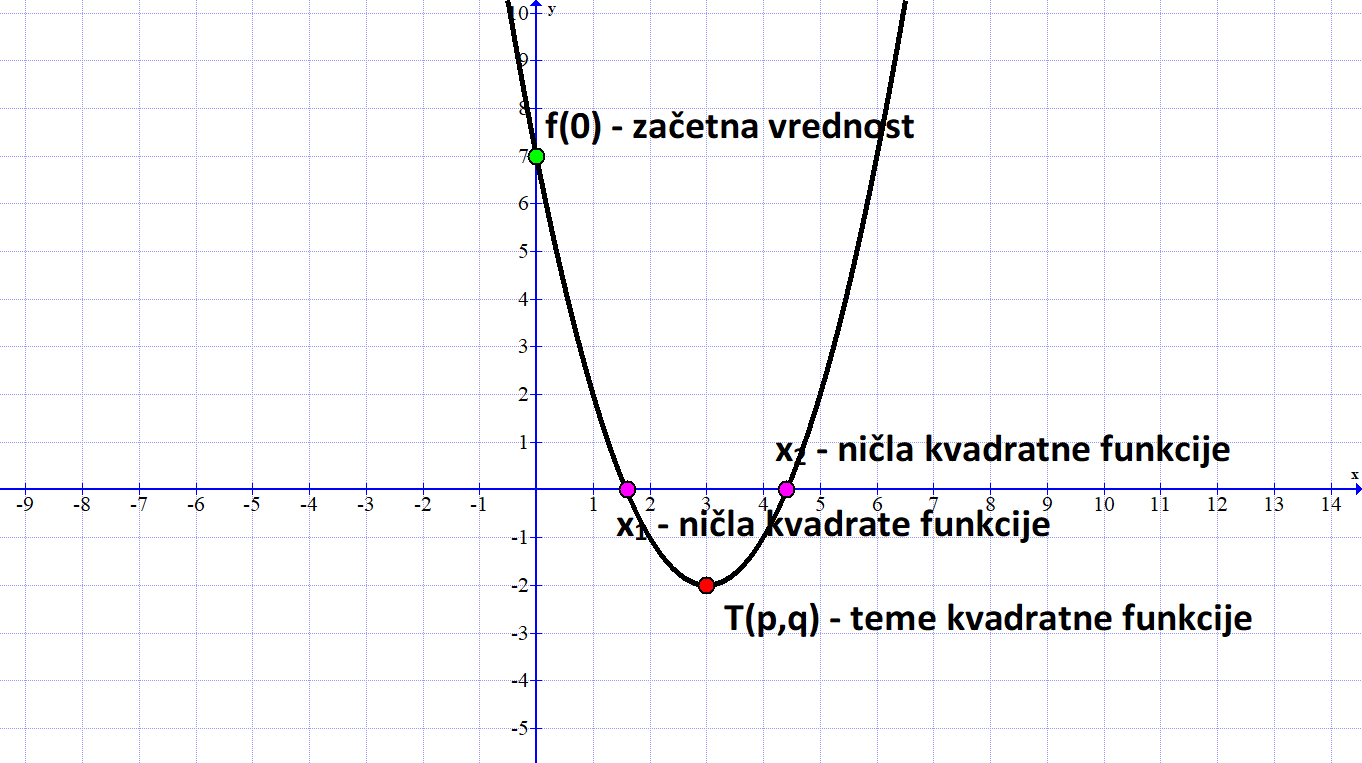 10 y
9
8
f(0) - začetna vrednost
7
6
5
4
3
2
1
x₂ - ničla kvadratne funkcije
x
-9 -8 -7 -6 -5 -4 -3 -2 -1 1 2 3 4 5 6 7 8 9 10 11 12 13 14
x₁ - ničla kvadrate funkcije
-1
-2
T(p,q) - teme kvadratne funkcije
-3
-4
-5